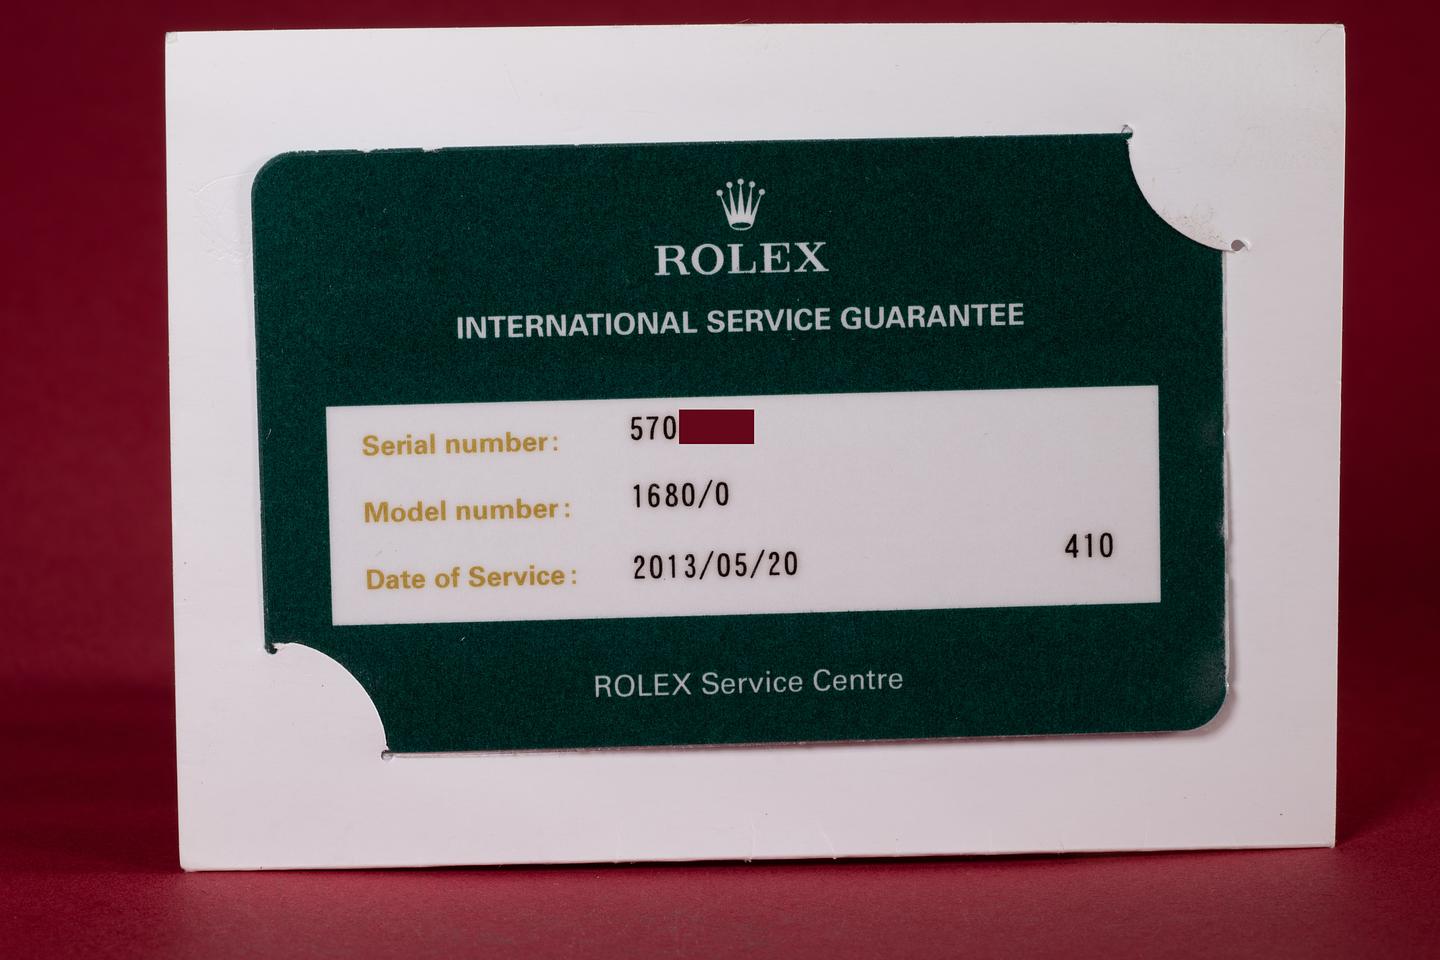 ROLEX
INTERNATIONAL SERVICE GUARANTEE
Serial number: 570
Model number: 1680/0
Date of Service: 2013/05/20 410
ROLEX Service Centre